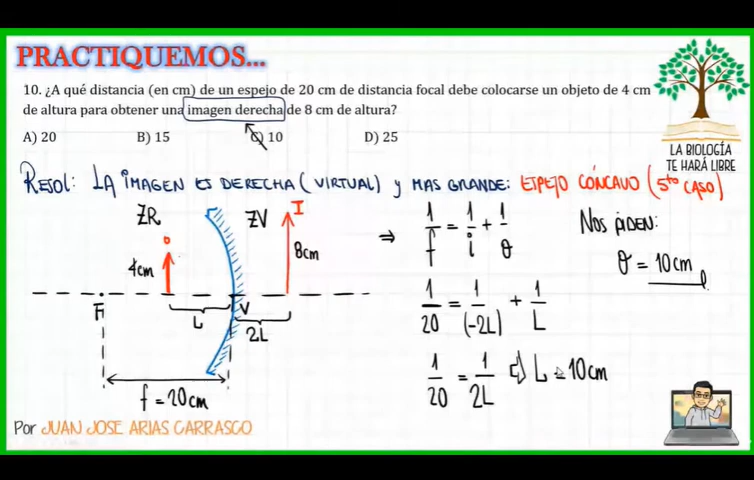 PRACTIQUEMOS...
10. ¿A qué distancia (en cm) de un espejo de 20 cm de distancia focal debe colocarse un objeto de 4 cm
de altura para obtener una imagen derecha de 8 cm de altura?
A) 20 B) 15 C) 10 D) 25
LA BIOLOGÍA
TE HARÁ LIBRE
RESOL: LA IMAGEN ES DERECHA (VIRTUAL) Y MAS GRANDE: ESPEJO CÓNCAVO (5to CASO)
ZR ZV I
o
4cm 8cm
F V
L 2L
f = 20cm
⇒ 1/f = 1/i + 1/θ
1/20 = 1/(-2L) + 1/L
1/20 = 1/2L ⇒ L = 10cm
NOS PIDEN:
θ = 10cm
Por JUAN JOSE ARIAS CARRASCO